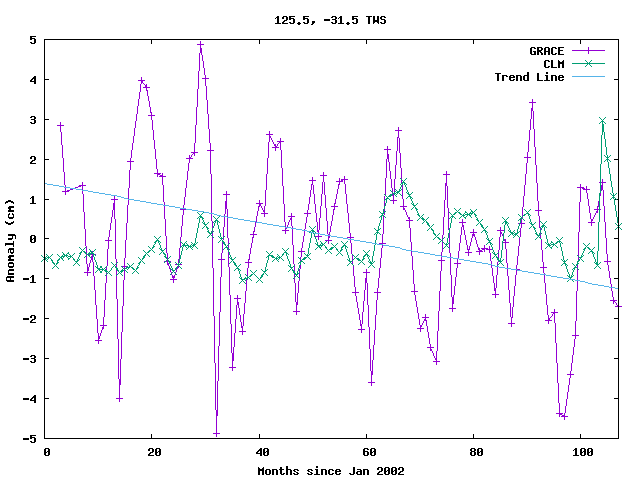 125.5, -31.5 TWS
GRACE
CLM
Trend Line
5
4
3
2
1
0
-1
-2
-3
-4
-5
Anomaly (cm)
0 20 40 60 80 100
Months since Jan 2002